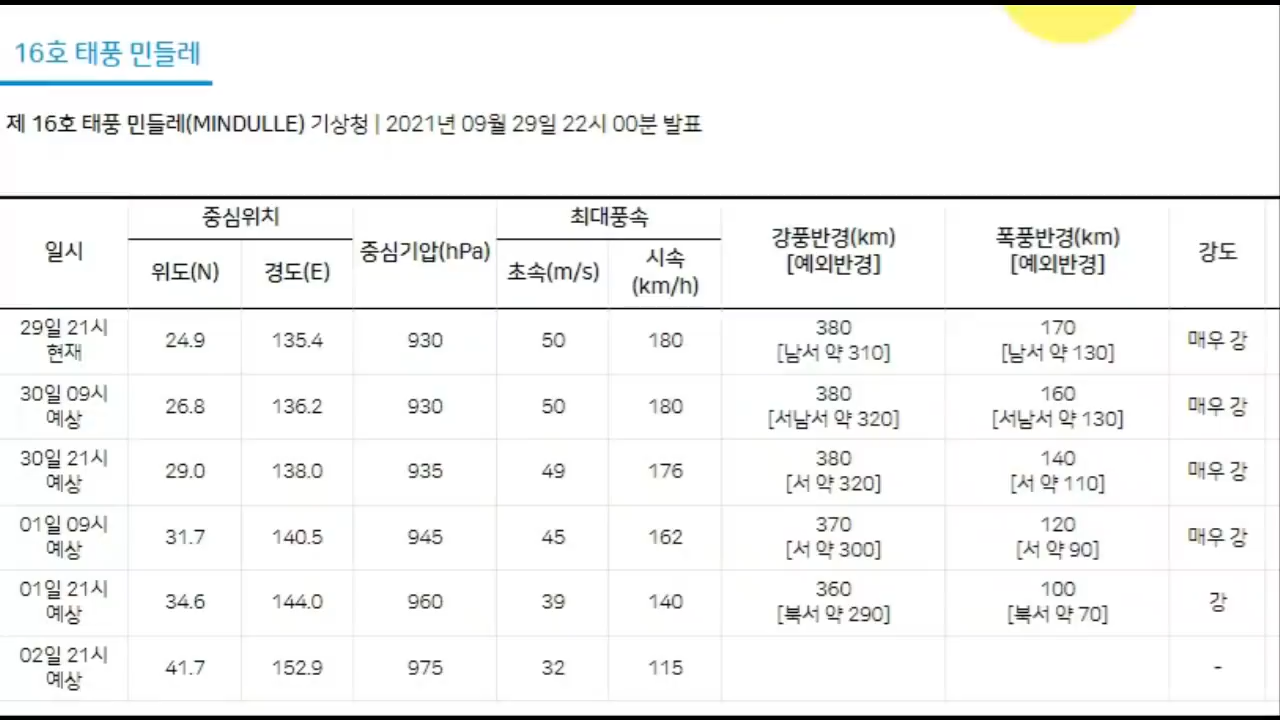 16호 태풍 민들레
제 16호 태풍 민들레(MINDULLE) 기상청 | 2021년 09월 29일 22시 00분 발표
일시 중심위치 중심기압(hPa) 최대풍속 강풍반경(km) [예외반경] 폭풍반경(km) [예외반경] 강도
위도(N) 경도(E) 초속(m/s) 시속(km/h)
29일 21시 현재 24.9 135.4 930 50 180 380 [남서 약 310] 170 [남서 약 130] 매우 강
30일 09시 예상 26.8 136.2 930 50 180 380 [서남서 약 320] 160 [서남서 약 130] 매우 강
30일 21시 예상 29.0 138.0 935 49 176 380 [서 약 320] 140 [서 약 110] 매우 강
01일 09시 예상 31.7 140.5 945 45 162 370 [서 약 300] 120 [서 약 90] 매우 강
01일 21시 예상 34.6 144.0 960 39 140 360 [북서 약 290] 100 [북서 약 70] 강
02일 21시 예상 41.7 152.9 975 32 115 -